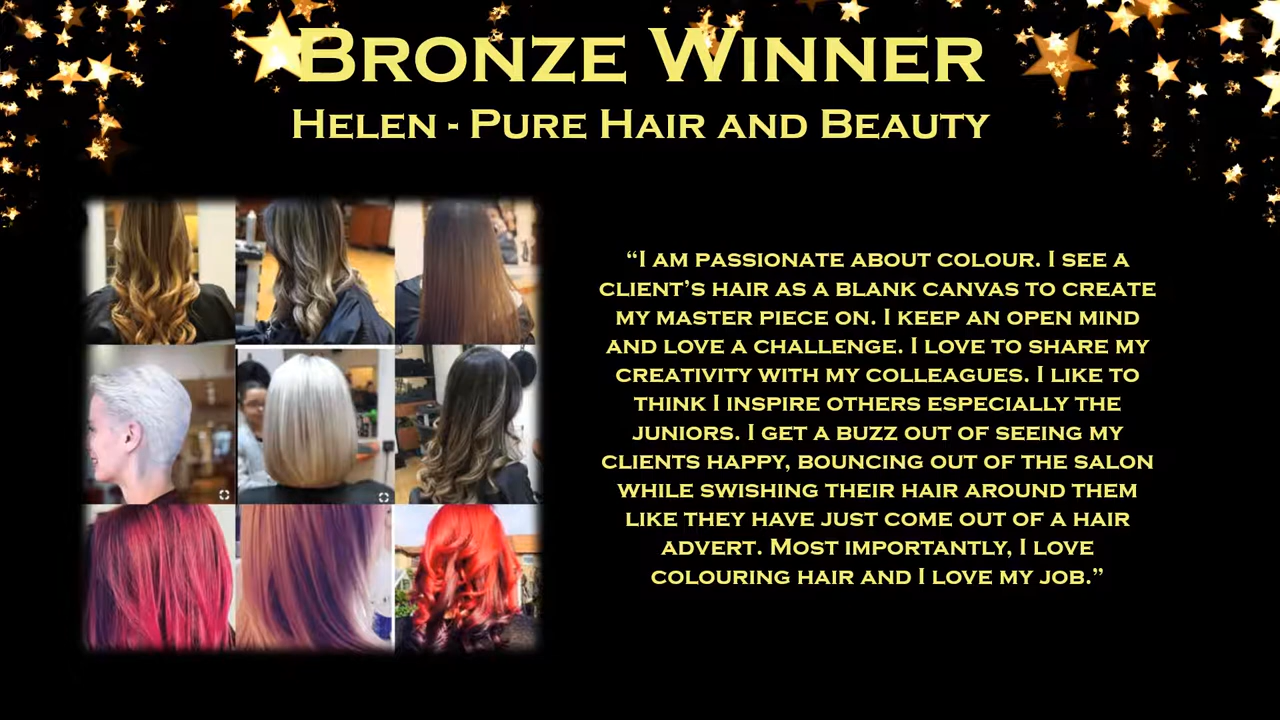 Bronze Winner
Helen - Pure Hair and Beauty
“I am passionate about colour. I see a
client’s hair as a blank canvas to create
my master piece on. I keep an open mind
and love a challenge. I love to share my
creativity with my colleagues. I like to
think I inspire others especially the
juniors. I get a buzz out of seeing my
clients happy, bouncing out of the salon
while swishing their hair around them
like they have just come out of a hair
advert. Most importantly, I love
colouring hair and I love my job.”